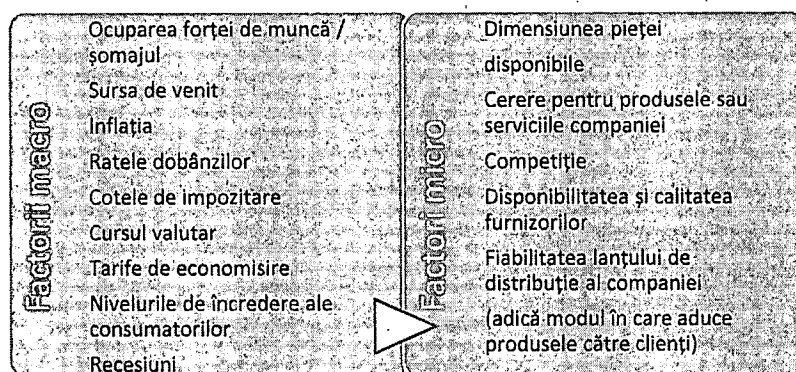 Factorii macro
Ocuparea forței de muncă /
șomajul
Sursa de venit
Inflația
Ratele dobânzilor
Cotele de impozitare
Cursul valutar
Tarife de economisire
Nivelurile de încredere ale
consumatorilor
Recesiuni
Factori micro
Dimensiunea pieței
disponibile
Cerere pentru produsele sau
serviciile companiei
Competiție
Disponibilitatea și calitatea
furnizorilor
Fiabilitatea lanțului de
distribuție al companiei
(adică modul în care aduce
produsele către clienți)